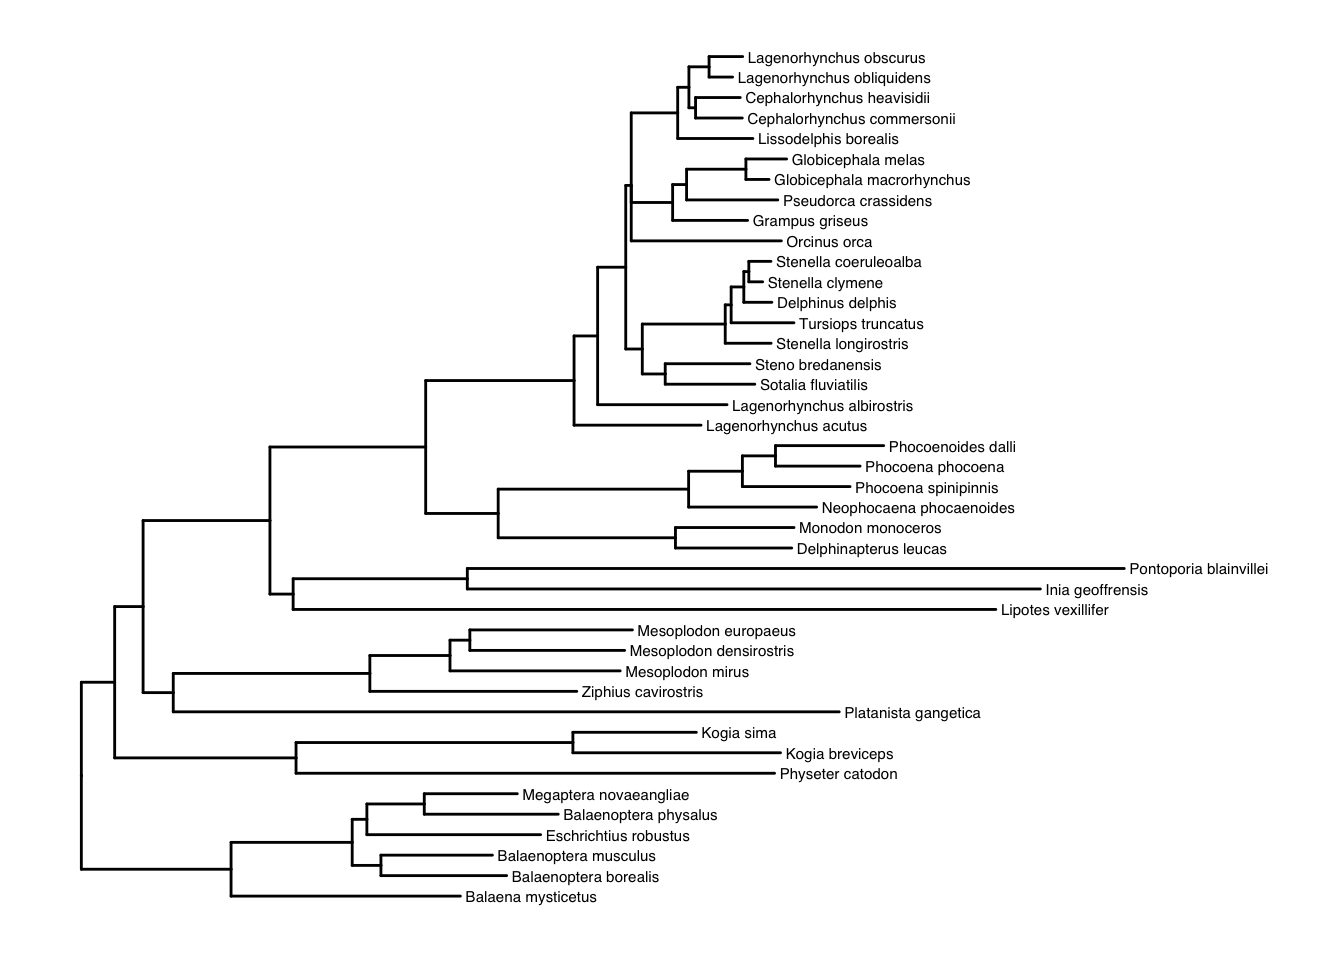 Lagenorhynchus obscurus
Lagenorhynchus obliquidens
Cephalorhynchus heavisidii
Cephalorhynchus commersonii
Lissodelphis borealis
Globicephala melas
Globicephala macrorhynchus
Pseudorca crassidens
Grampus griseus
Orcinus orca
Stenella coeruleoalba
Stenella clymene
Delphinus delphis
Tursiops truncatus
Stenella longirostris
Steno bredanensis
Sotalia fluviatilis
Lagenorhynchus albirostris
Lagenorhynchus acutus
Phocoenoides dalli
Phocoena phocoena
Phocoena spinipinnis
Neophocaena phocaenoides
Monodon monoceros
Delphinapterus leucas
Pontoporia blainvillei
Inia geoffrensis
Lipotes vexillifer
Mesoplodon europaeus
Mesoplodon densirostris
Mesoplodon mirus
Ziphius cavirostris
Platanista gangetica
Kogia sima
Kogia breviceps
Physeter catodon
Megaptera novaeangliae
Balaenoptera physalus
Eschrichtius robustus
Balaenoptera musculus
Balaenoptera borealis
Balaena mysticetus